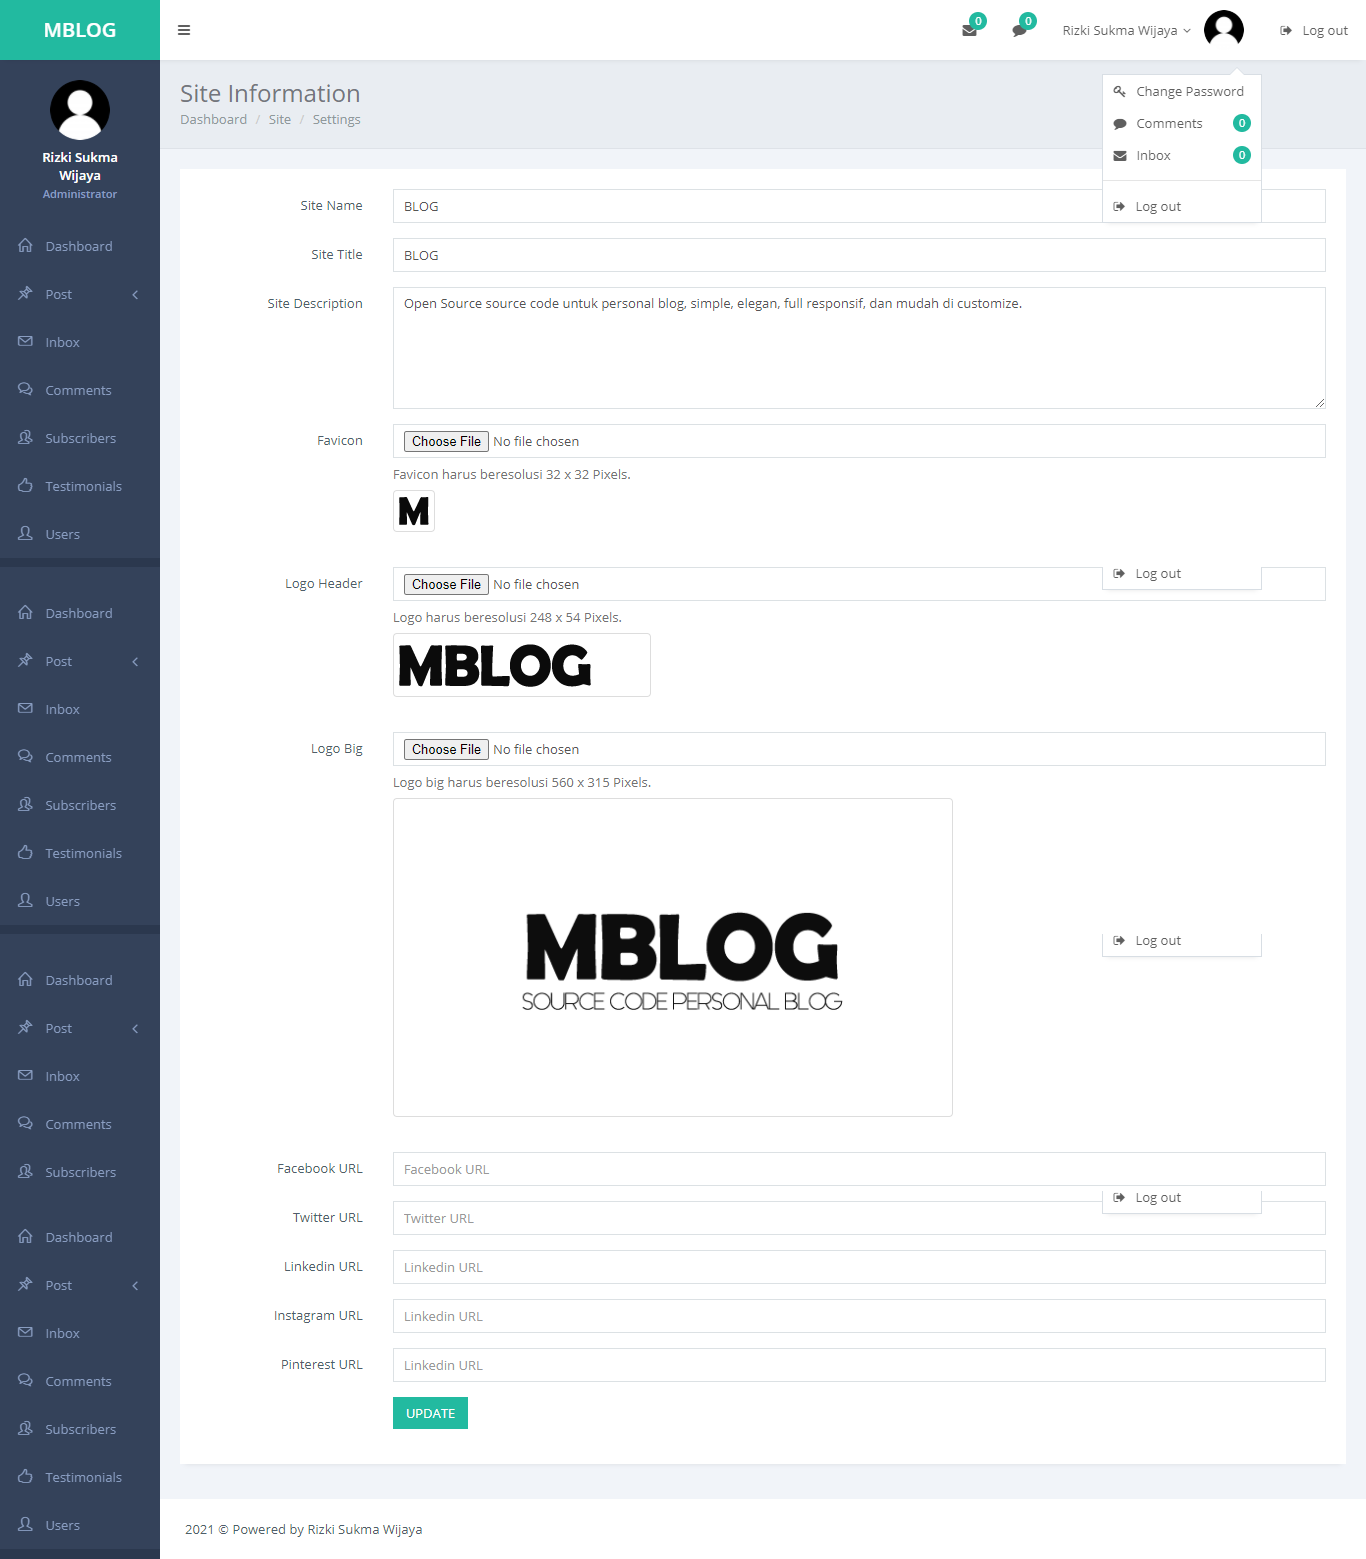 MBLOG
0
0
Rizki Sukma Wijaya
Log out
Rizki Sukma
Wijaya
Administrator
Site Information
Dashboard / Site / Settings
Change Password
Comments 0
Inbox 0
Log out
Dashboard
Post
Inbox
Comments
Subscribers
Testimonials
Users
Dashboard
Post
Inbox
Comments
Subscribers
Testimonials
Users
Dashboard
Post
Inbox
Comments
Subscribers
Dashboard
Post
Inbox
Comments
Subscribers
Testimonials
Users
Site Name BLOG
Site Title BLOG
Site Description Open Source source code untuk personal blog, simple, elegan, full responsif, dan mudah di customize.
Favicon Choose File No file chosen
Favicon harus beresolusi 32 x 32 Pixels.
M
Logo Header Choose File No file chosen
Log out
Logo harus beresolusi 248 x 54 Pixels.
MBLOG
Logo Big Choose File No file chosen
Logo big harus beresolusi 560 x 315 Pixels.
MBLOG
SOURCE CODE PERSONAL BLOG
Log out
Facebook URL Facebook URL
Log out
Twitter URL Twitter URL
Linkedin URL Linkedin URL
Instagram URL Linkedin URL
Pinterest URL Linkedin URL
UPDATE
2021 © Powered by Rizki Sukma Wijaya